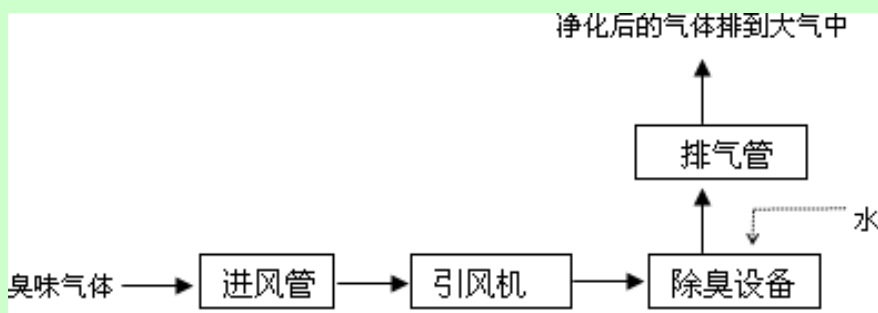 净化后的气体排到大气中
排气管
水
臭味气体
进风管
引风机
除臭设备